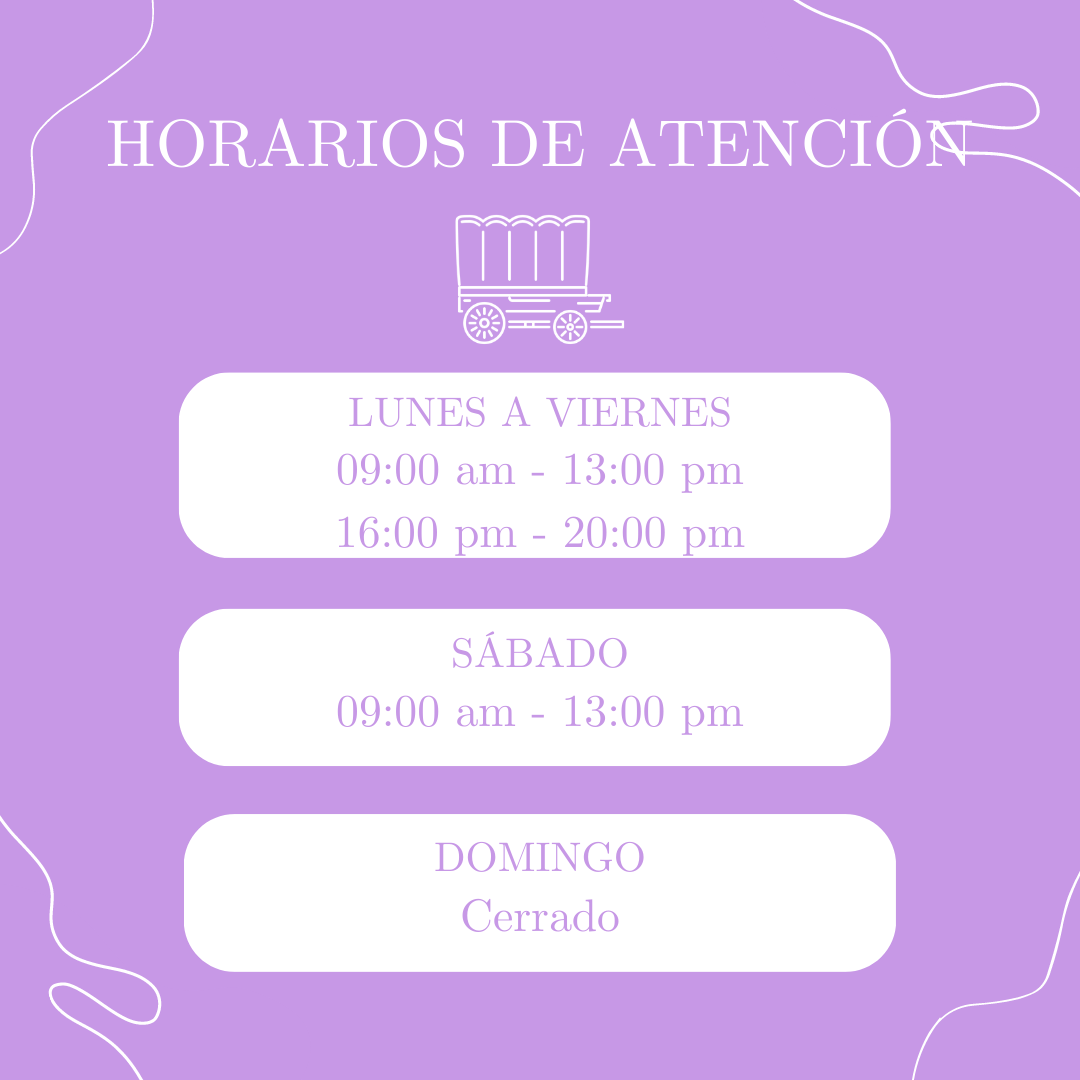 HORARIOS DE ATENCIÓN
LUNES A VIERNES
09:00 am - 13:00 pm
16:00 pm - 20:00 pm
SÁBADO
09:00 am - 13:00 pm
DOMINGO
Cerrado